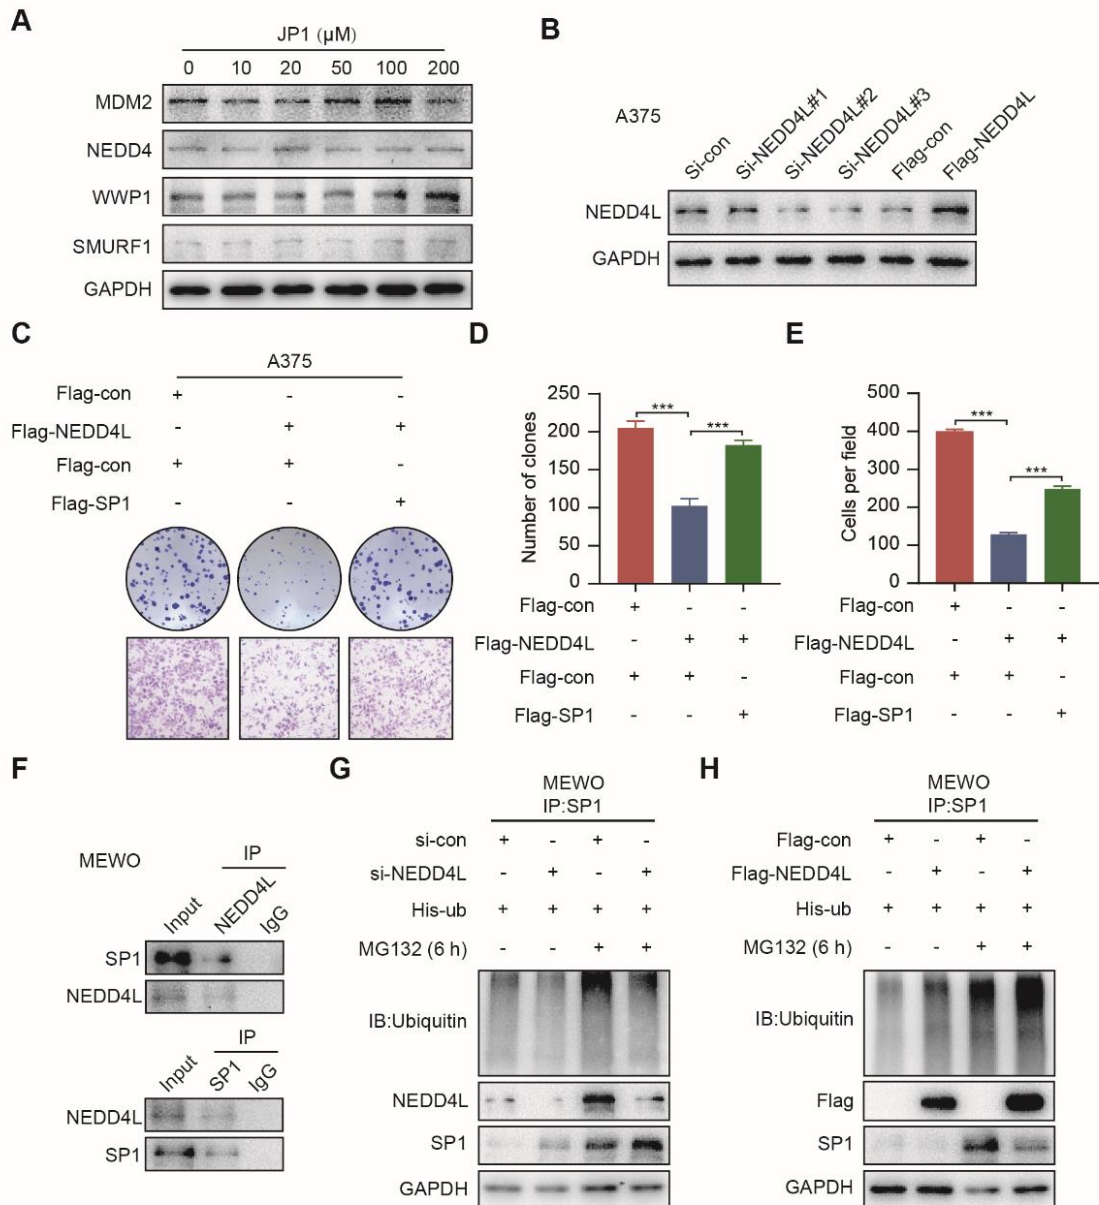 A
JP1 (μM)
0 10 20 50 100 200
MDM2
NEDD4
WWP1
SMURF1
GAPDH
B
A375
Si-con Si-NEDD4L#1 Si-NEDD4L#2 Si-NEDD4L#3 Flag-con Flag-NEDD4L
NEDD4L
GAPDH
C
A375
Flag-con + - -
Flag-NEDD4L - + +
Flag-con + + -
Flag-SP1 - - +
D
Number of clones
250
200
150
100
50
0
*** ***
Flag-con + - -
Flag-NEDD4L - + +
Flag-con + + -
Flag-SP1 - - +
E
Cells per field
500
400
300
200
100
0
***
***
Flag-con + - -
Flag-NEDD4L - + +
Flag-con + + -
Flag-SP1 - - +
F
MEWO
IP
Input NEDD4L IgG
SP1
NEDD4L
IP
Input SP1 IgG
NEDD4L
SP1
G
MEWO
IP:SP1
si-con + - + -
si-NEDD4L - + - +
His-ub + + + +
MG132 (6 h) - - + +
IB:Ubiquitin
NEDD4L
SP1
GAPDH
H
MEWO
IP:SP1
Flag-con + - + -
Flag-NEDD4L - + - +
His-ub + + + +
MG132 (6 h) - - + +
IB:Ubiquitin
Flag
SP1
GAPDH